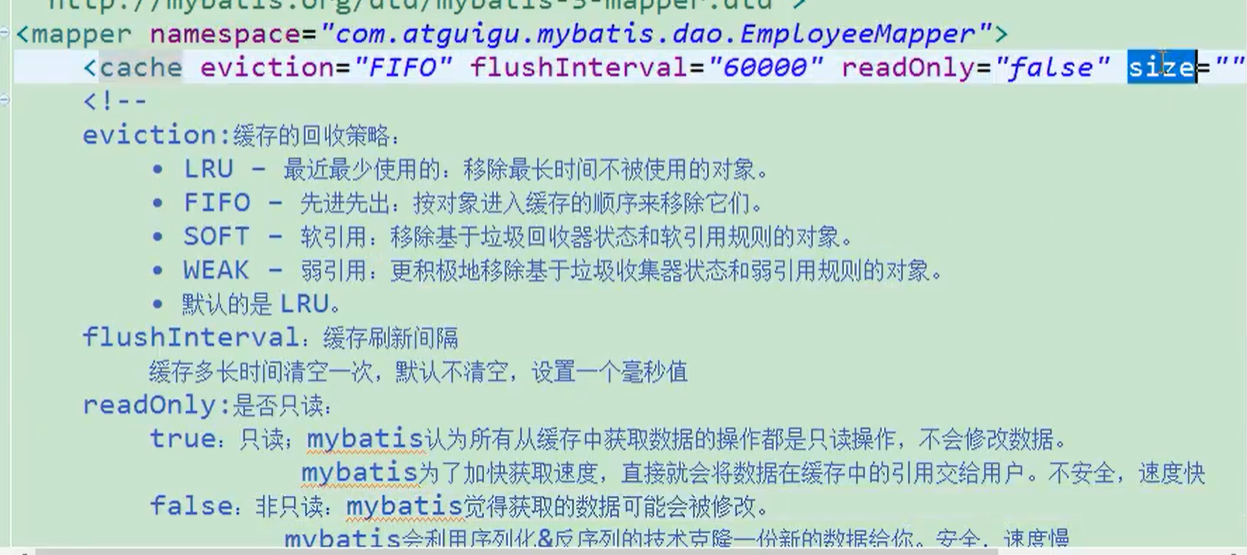 http://mybatis.org/dtd/mybatis-3-mapper.dtd">
<mapper namespace="com.atguigu.mybatis.dao.EmployeeMapper">
<cache eviction="FIFO" flushInterval="60000" readOnly="false" size=""
<!--
eviction:缓存的回收策略：
• LRU – 最近最少使用的：移除最长时间不被使用的对象。
• FIFO – 先进先出：按对象进入缓存的顺序来移除它们。
• SOFT – 软引用：移除基于垃圾回收器状态和软引用规则的对象。
• WEAK – 弱引用：更积极地移除基于垃圾收集器状态和弱引用规则的对象。
• 默认的是 LRU。
flushInterval：缓存刷新间隔
缓存多长时间清空一次，默认不清空，设置一个毫秒值
readOnly:是否只读：
true：只读；mybatis认为所有从缓存中获取数据的操作都是只读操作，不会修改数据。
mybatis为了加快获取速度，直接就会将数据在缓存中的引用交给用户。不安全，速度快
false：非只读：mybatis觉得获取的数据可能会被修改。
mybatis会利用序列化&反序列的技术克隆一份新的数据给你。安全，速度慢